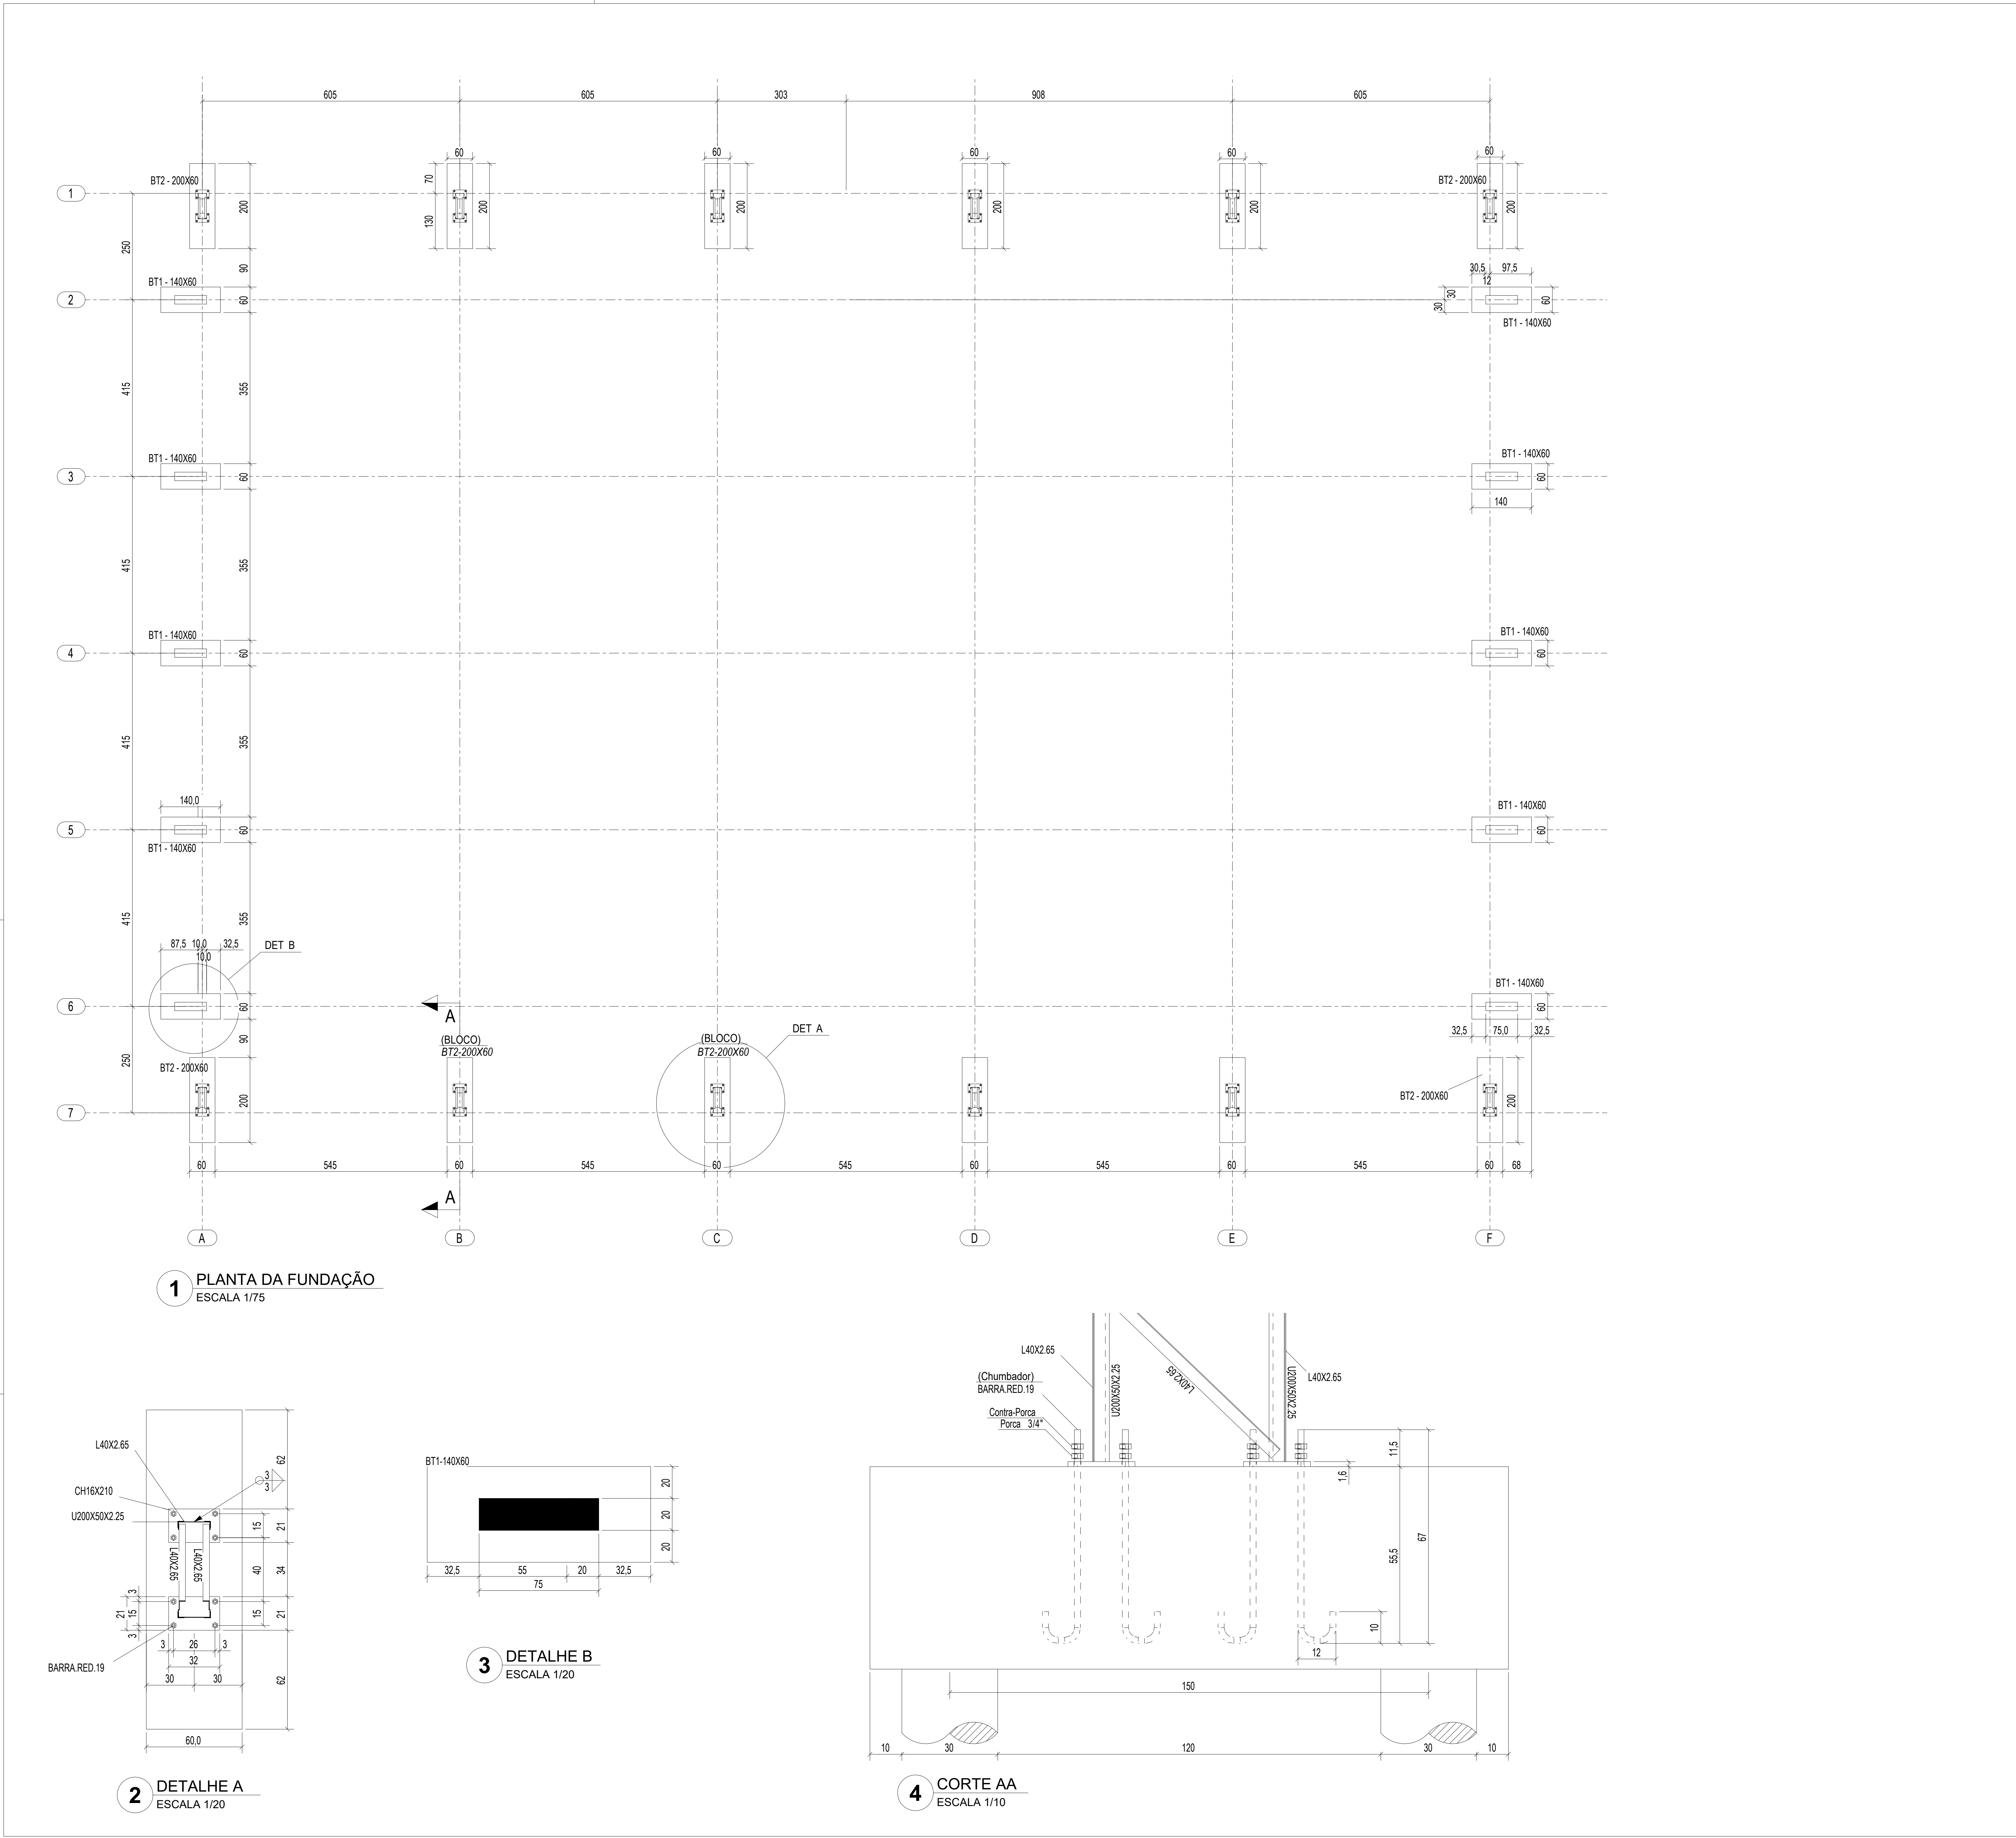 605
605
303
908
605
60
60
60
60
60
BT2 - 200X60
BT2 - 200X60
1
70
130
200
200
200
200
200
200
250
90
BT1 - 140X60
30,5
97,5
12
2
60
30
30
60
BT1 - 140X60
415
355
BT1 - 140X60
BT1 - 140X60
3
60
60
140
415
355
BT1 - 140X60
BT1 - 140X60
4
60
60
415
355
140,0
BT1 - 140X60
5
60
60
BT1 - 140X60
415
355
87,5
10,0
32,5
10,0
DET B
BT1 - 140X60
6
60
60
A
32,5
75,0
32,5
250
90
(BLOCO)
BT2-200X60
(BLOCO)
BT2-200X60
DET A
BT2 - 200X60
BT2 - 200X60
7
200
200
60
545
60
545
60
545
60
545
60
545
60
68
A
A
B
C
D
E
F
1
PLANTA DA FUNDAÇÃO
ESCALA 1/75
L40X2.65
CH16X210
U200X50X2.25
3
3
62
15
21
L40X2.65
L40X2.65
40
34
3
21
15
3
15
21
3
26
3
32
BARRA.RED.19
30
30
62
60,0
2
DETALHE A
ESCALA 1/20
BT1-140X60
20
20
20
32,5
55
20
32,5
75
3
DETALHE B
ESCALA 1/20
L40X2.65
(Chumbador)
BARRA.RED.19
Contra-Porca
Porca 3/4"
U200X50X2.25
L40X2.65
U200X50X2.25
L40X2.65
11,5
1,6
67
55,5
10
12
150
10
30
120
30
10
4
CORTE AA
ESCALA 1/10